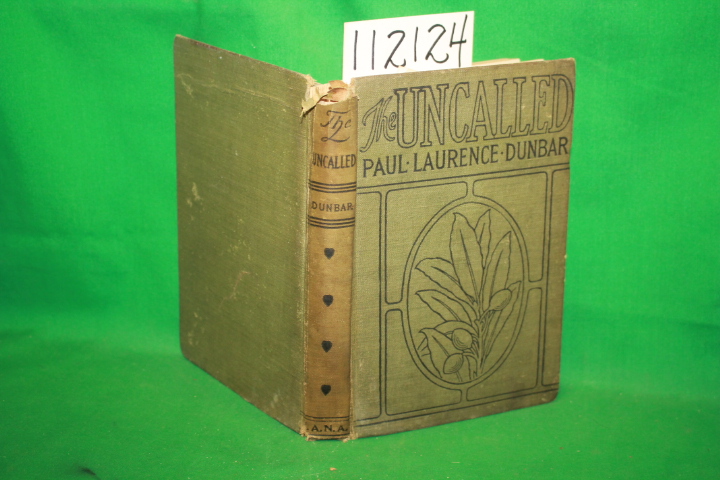 112124
The UNCALLED
PAUL · LAURENCE · DUNBAR
The
UNCALLED
DUNBAR
A.N.A.